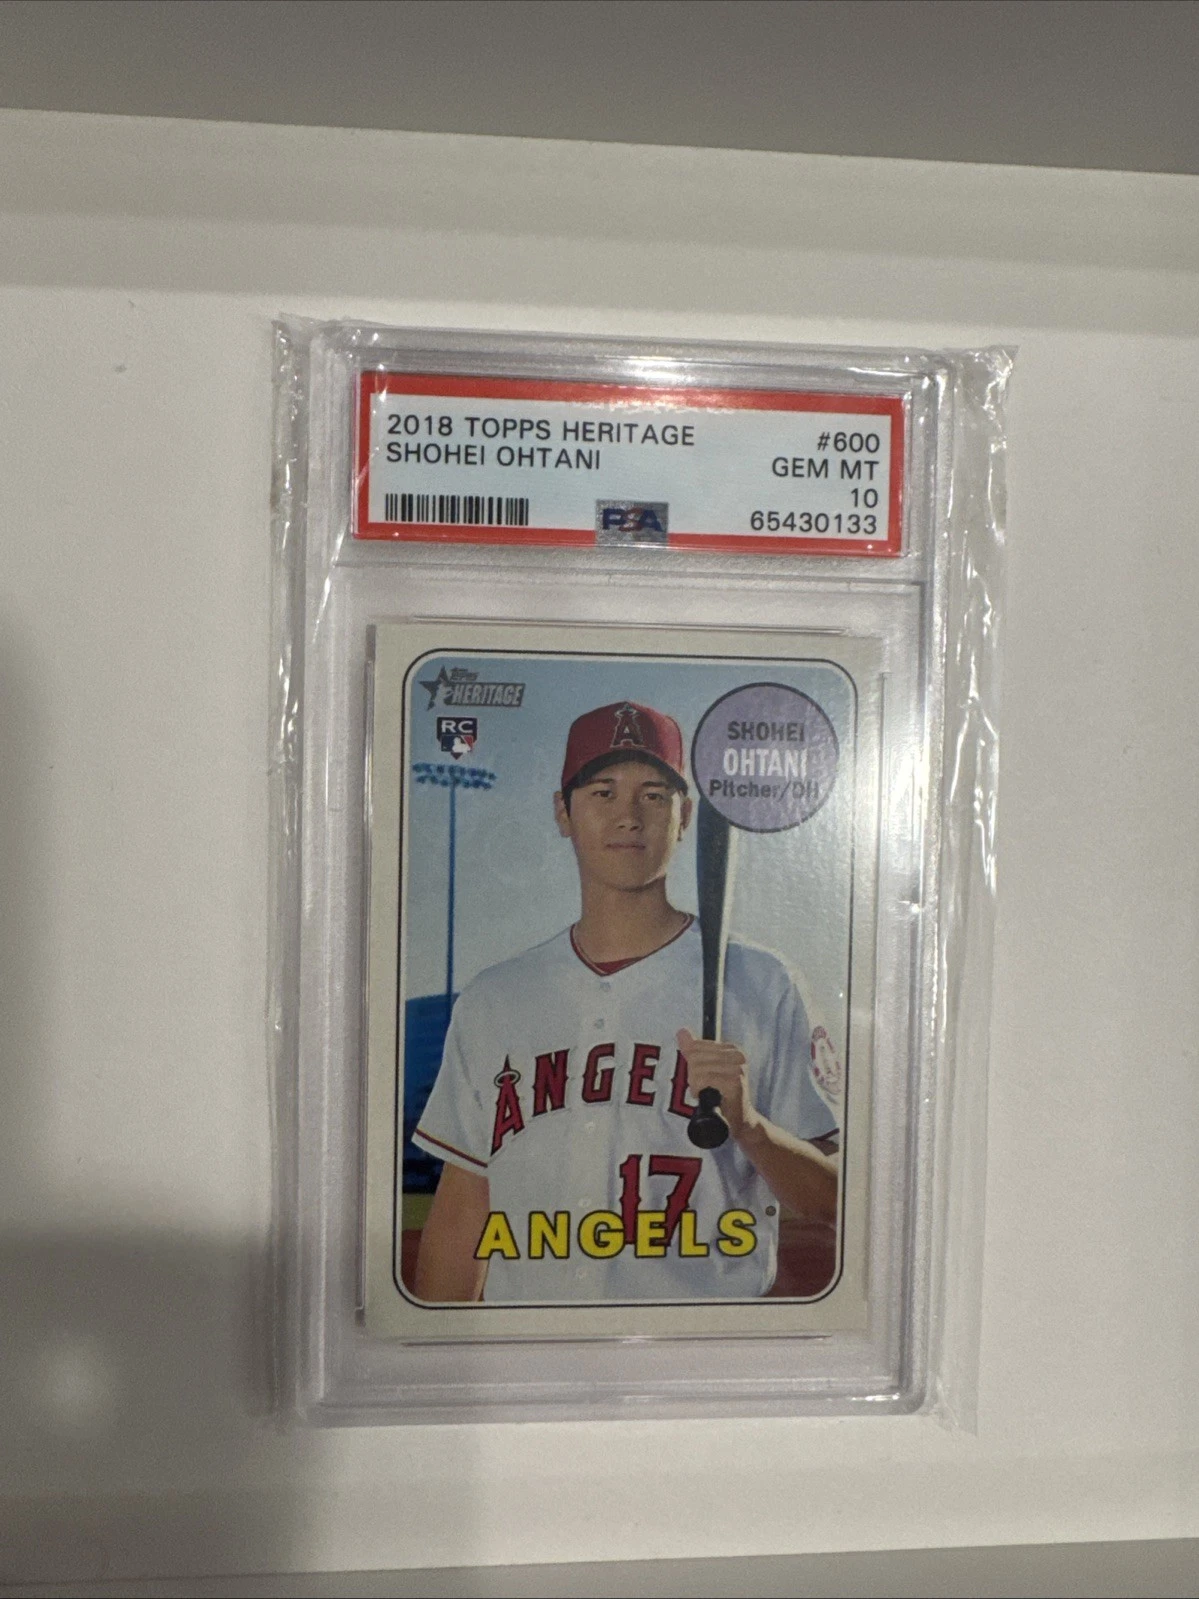 2018 TOPPS HERITAGE #600
SHOHEI OHTANI GEM MT
10
PSA 65430133
TOPPS
HERITAGE
RC
SHOHEI
OHTANI
Pitcher/DH
A
ANGEL
17
ANGELS